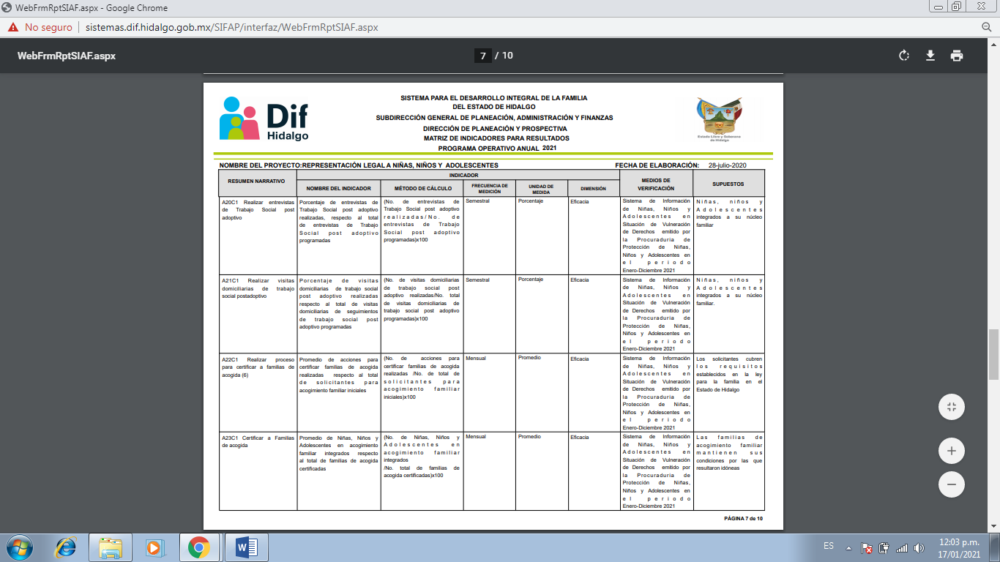 WebFrmRptSIAF.aspx - Google Chrome
No seguro
sistemas.dif.hidalgo.gob.mx/SIFAP/interfaz/WebFrmRptSIAF.aspx
WebFrmRptSIAF.aspx
7 / 10
Dif
Hidalgo
SISTEMA PARA EL DESARROLLO INTEGRAL DE LA FAMILIA
DEL ESTADO DE HIDALGO
SUBDIRECCIÓN GENERAL DE PLANEACIÓN, ADMINISTRACIÓN Y FINANZAS
DIRECCIÓN DE PLANEACIÓN Y PROSPECTIVA
MATRIZ DE INDICADORES PARA RESULTADOS
PROGRAMA OPERATIVO ANUAL 2021
Estado Libre y Soberano
de Hidalgo
NOMBRE DEL PROYECTO:REPRESENTACIÓN LEGAL A NIÑAS, NIÑOS Y ADOLESCENTES
FECHA DE ELABORACIÓN: 28-julio-2020
RESUMEN NARRATIVO
INDICADOR
NOMBRE DEL INDICADOR
MÉTODO DE CÁLCULO
FRECUENCIA DE
MEDICIÓN
UNIDAD DE
MEDIDA
DIMENSIÓN
MEDIOS DE
VERIFICACIÓN
SUPUESTOS
A20C1 Realizar entrevistas
de Trabajo Social post
adoptivo
Porcentaje de entrevistas de
Trabajo Social post adoptivo
realizadas, respecto al total
de entrevistas de Trabajo
Social post adoptivo
programadas
(No. de entrevistas de
Trabajo Social post adoptivo
realizadas/No. de
entrevistas de Trabajo
Social post adoptivo
programadas)x100
Semestral
Porcentaje
Eficacia
Sistema de Información
de Niñas, Niños y
Adolescentes en
Situación de Vulneración
de Derechos emitido por
la Procuraduría de
Protección de Niñas,
Niños y Adolescentes en
el periodo
Enero-Diciembre 2021
Niñas, niños y
Adolescentes
integrados a su núcleo
familiar
A21C1 Realizar visitas
domiciliarias de trabajo
social postadoptivo
Porcentaje de visitas
domiciliarias de trabajo social
post adoptivo realizadas
respecto al total de visitas
domiciliarias de seguimientos
de trabajo social post
adoptivo programadas
(No. de visitas domiciliarias
de trabajo social post
adoptivo realizadas/No. total
de visitas domiciliarias de
trabajo social post adoptivo
programadas)x100
Semestral
Porcentaje
Eficacia
Sistema de Información
de Niñas, Niños y
Adolescentes en
Situación de Vulneración
de Derechos emitido por
la Procuraduría de
Protección de Niñas,
Niños y Adolescentes en
el periodo
Enero-Diciembre 2021
Niñas, niños y
Adolescentes
integrados a su núcleo
familiar.
A22C1 Realizar proceso
para certificar a familias de
acogida (6)
Promedio de acciones para
certificar familias de acogida
realizadas respecto al total
de solicitantes para
acogimiento familiar iniciales
(No. de acciones para
certificar familias de acogida
realizadas /No. de total de
solicitantes para
acogimiento familiar
iniciales)x100
Mensual
Promedio
Eficacia
Sistema de Información
de Niñas, Niños y
Adolescentes en
Situación de Vulneración
de Derechos emitido por
la Procuraduría de
Protección de Niñas,
Niños y Adolescentes en
el periodo
Enero-Diciembre 2021
Los solicitantes cubren
los requisitos
establecidos en la ley
para la familia en el
Estado de Hidalgo
A23C1 Certificar a Familias
de acogida
Promedio de Niñas, Niños y
Adolescentes en acogimiento
familiar integrados respecto
al total de familias de acogida
certificadas
(No. de Niñas, Niños y
Adolescentes en
acogimiento familiar
integrados
/No. total de familias de
acogida certificadas)x100
Mensual
Promedio
Eficacia
Sistema de Información
de Niñas, Niños y
Adolescentes en
Situación de Vulneración
de Derechos emitido por
la Procuraduría de
Protección de Niñas,
Niños y Adolescentes en
el periodo
Enero-Diciembre 2021
Las familias de
acogimiento familiar
mantienen sus
condiciones por las que
resultaron idóneas
PÁGINA 7 de 10
ES
12:03 p.m.
17/01/2021